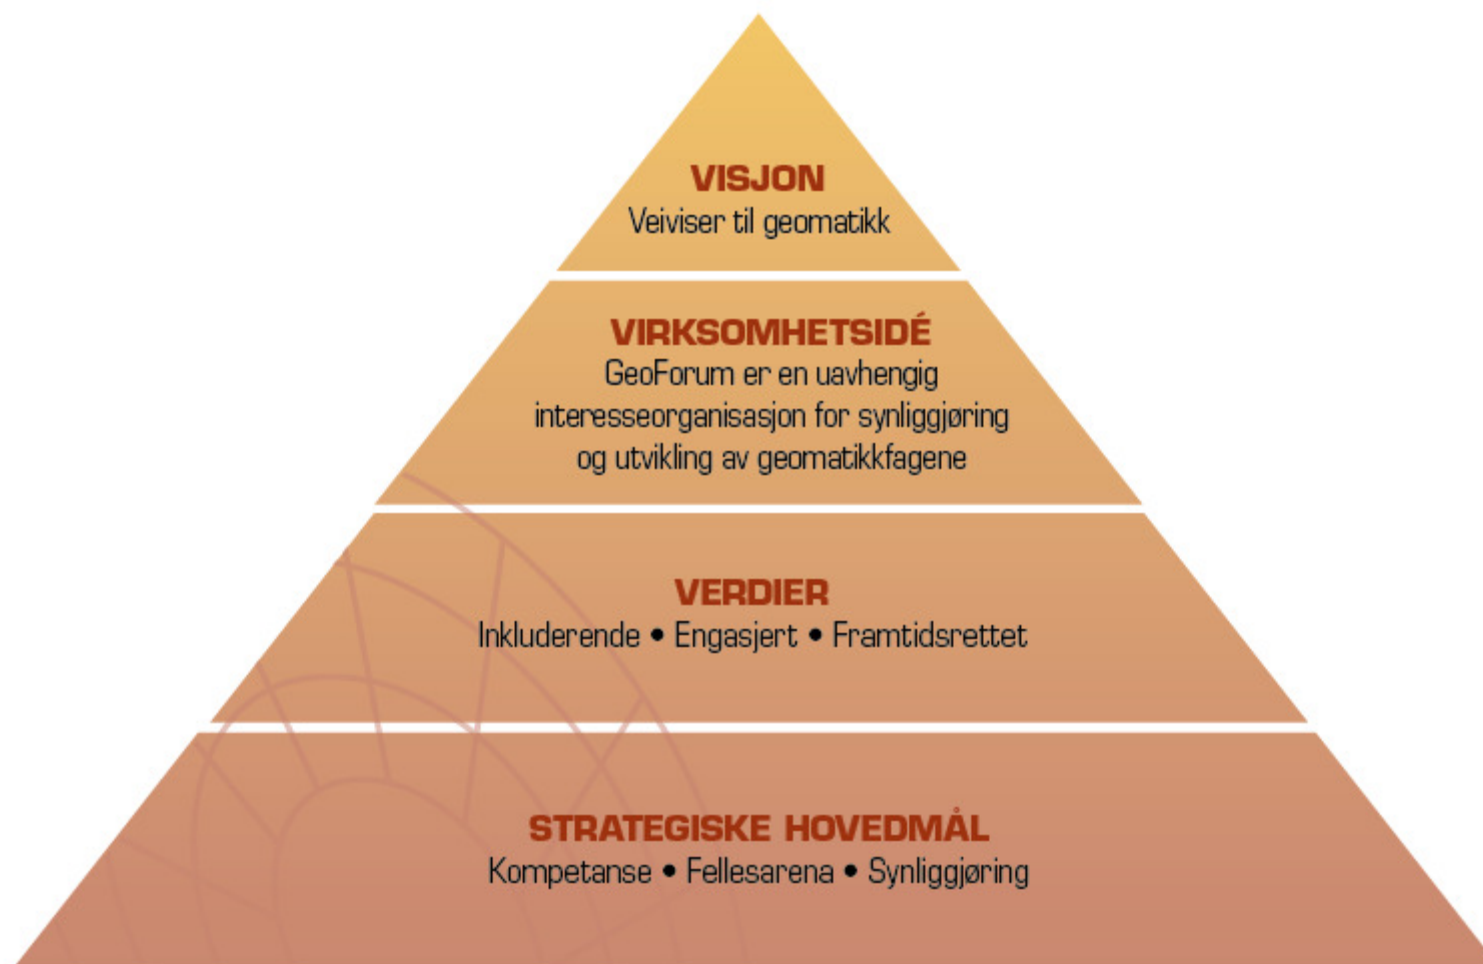 VISJON
Veiviser til geomatikk
VIRKSOMHETSIDÉ
GeoForum er en uavhengig
interesseorganisasjon for synliggjøring
og utvikling av geomatikkfagene
VERDIER
Inkluderende • Engasjert • Framtidsrettet
STRATEGISKE HOVEDMÅL
Kompetanse • Fellesarena • Synliggjøring